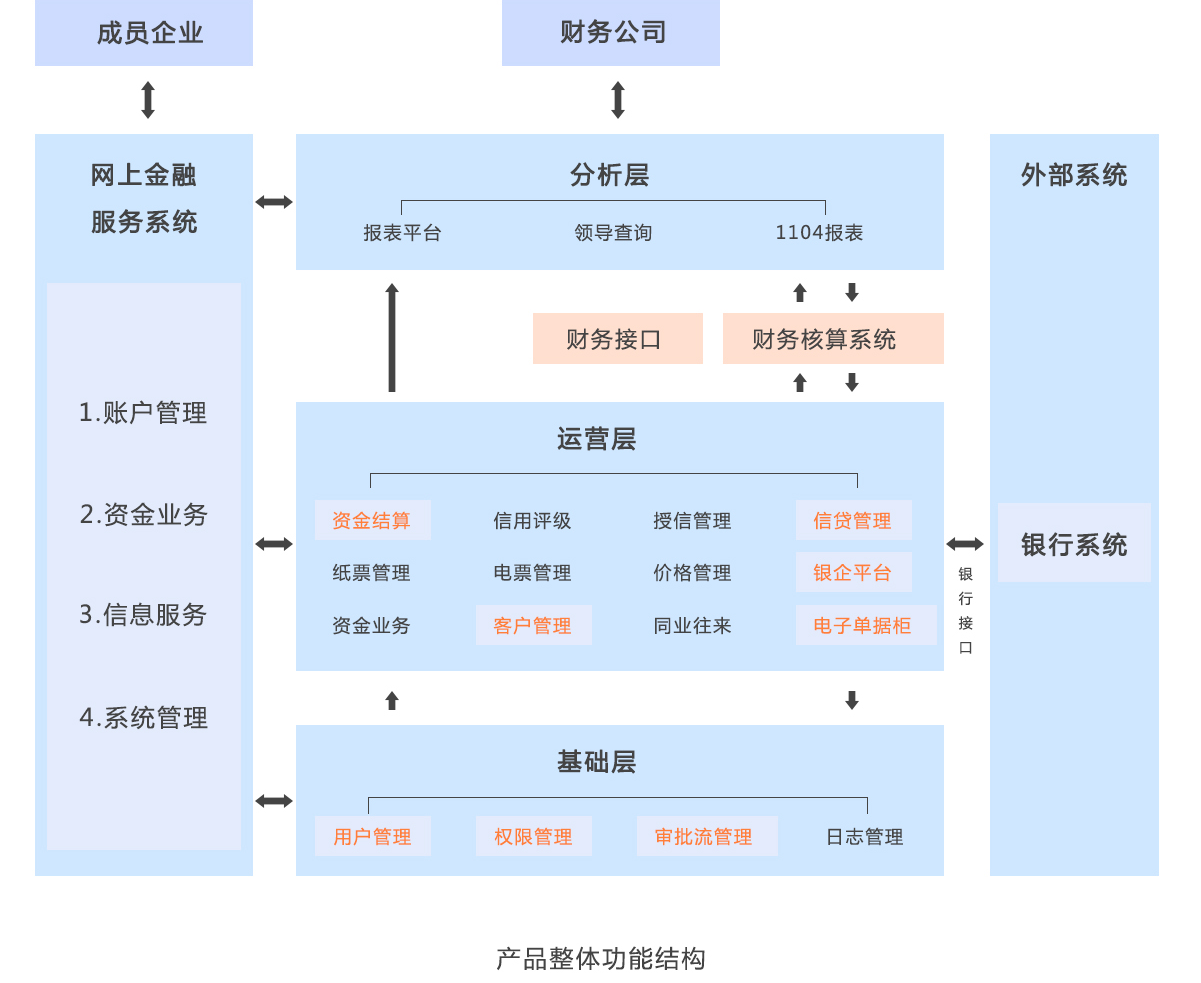 成员企业
财务公司
网上金融
服务系统
1.账户管理
2.资金业务
3.信息服务
4.系统管理
分析层
报表平台
领导查询
1104报表
财务接口
财务核算系统
运营层
资金结算
信用评级
授信管理
信贷管理
纸票管理
电票管理
价格管理
银企平台
资金业务
客户管理
同业往来
电子单据柜
基础层
用户管理
权限管理
审批流管理
日志管理
外部系统
银行系统
银
行
接
口
产品整体功能结构